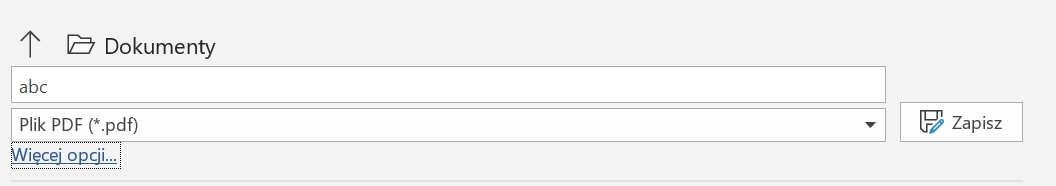 Dokumenty
abc
Plik PDF (*.pdf)
Zapisz
Więcej opcji...